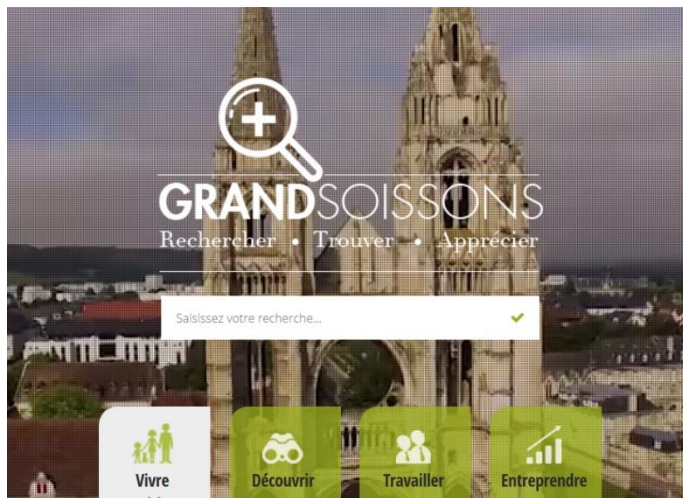 GRANDSOISSONS
Rechercher • Trouver • Apprécier
Saisissez votre recherche...
Vivre
Découvrir
Travailler
Entreprendre